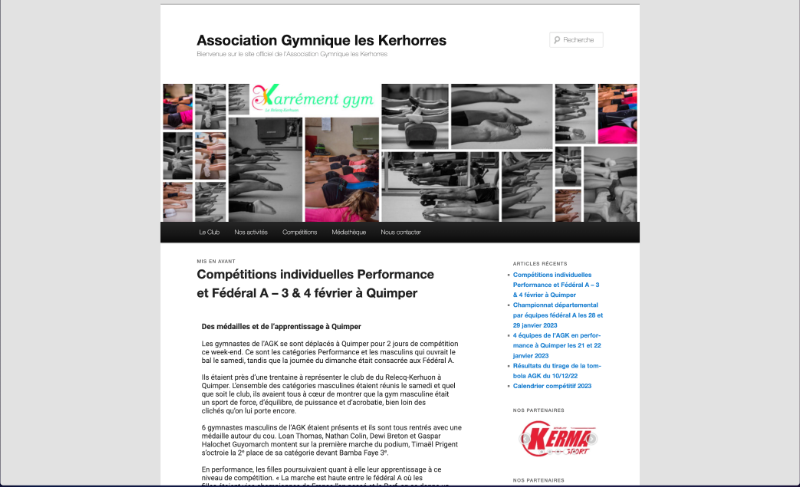 Association Gymnique les Kerhorres
Bienvenue sur le site officie de l'Association Gymnique les Kerhorres
Recherche
Karrément gym
Le Relecq-Kerhuon
Le Club Nos activités Compétitions Médiathèque Nous contacter
MIS EN AVANT
Compétitions individuelles Performance
et Fédéral A – 3 & 4 février à Quimper
Des médailles et de l'apprentissage à Quimper
Les gymnastes de l'AGK se sont déplacés à Quimper pour 2 jours de compétition
ce week-end. Ce sont les catégories Performance et les masculins qui ouvrait le
bal le samedi, tandis que la journée du dimanche était consacrée aux Fédéral A.
Ils étaient près d'une trentaine à représenter le club de du Relecq-Kerhuon à
Quimper. L'ensemble des catégories masculines étaient réunis le samedi et quel
que soit le club, ils avaient tous à cœur de montrer que la gym masculine était
un sport de force, d'équilibre, de puissance et d'acrobatie, bien loin des
clichés qu'on lui porte encore.
6 gymnastes masculins de l'AGK étaient présents et ils sont tous rentrés avec une
médaille autour du cou. Loan Thomas, Nathan Colin, Dewi Breton et Gaspar
Halochet Guyomarch montent sur la première marche du podium, Timaël Prigent
s'octroie la 2ᵉ place de sa catégorie devant Bamba Faye 3ᵉ.
En performance, les filles poursuivaient quant à elle leur apprentissage à ce
niveau de compétition. « La marche est haute entre le fédéral A où les
ARTICLES RÉCENTS
Compétitions individuelles
Performance et Fédéral A – 3
& 4 février à Quimper
Championnat départemental
par équipes fédéral A les 28 et
29 janvier 2023
4 équipes de l'AGK en perfor-
mance à Quimper les 21 et 22
janvier 2023
Résultats du tirage de la tom-
bola AGK du 16/12/22
Calendrier compétitif 2023
NOS PARTENAIRES
KERMA
SPORT
NOS PARTENAIRES